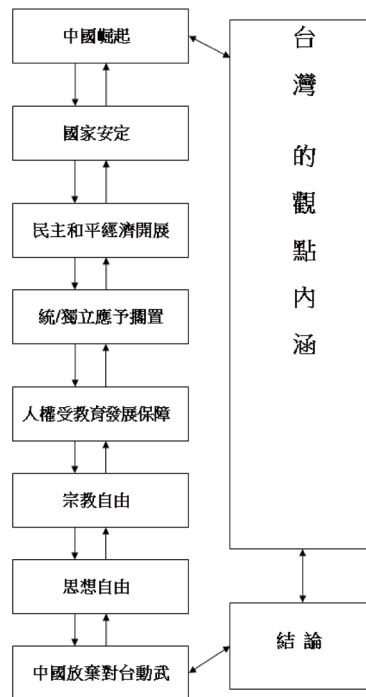 中國崛起
國家安定
民主和平經濟開展
統/獨立應予擱置
人權受教育發展保障
宗教自由
思想自由
中國放棄對台動武
台灣的觀點內涵
結論